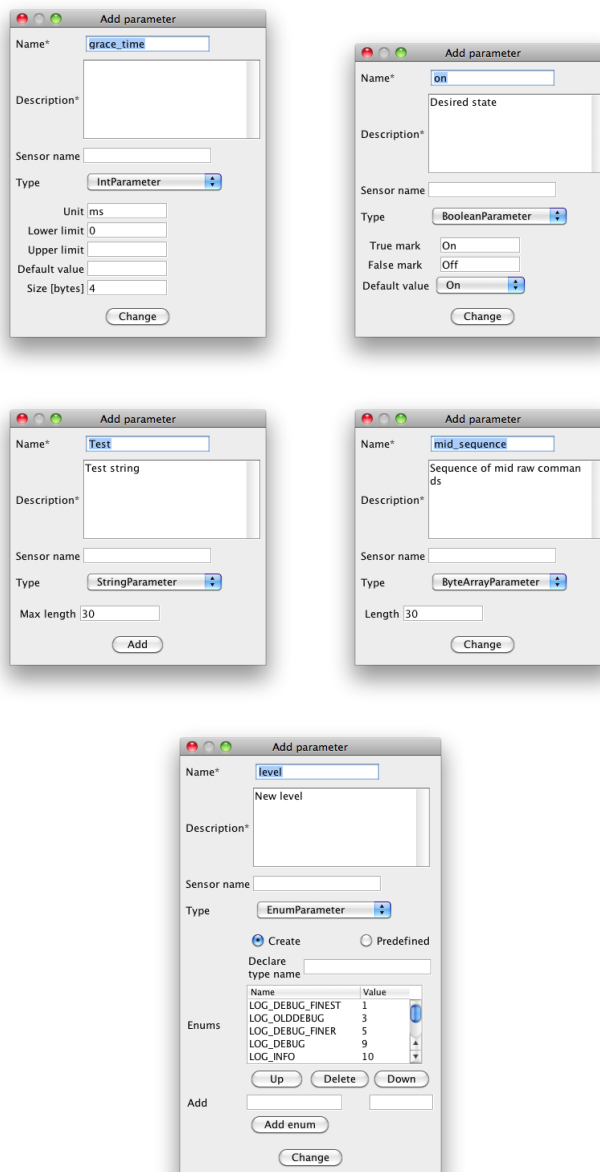 Add parameter
Name* grace_time
Description*
Sensor name
Type IntParameter
Unit ms
Lower limit 0
Upper limit
Default value
Size [bytes] 4
Change
Add parameter
Name* on
Desired state
Description*
Sensor name
Type BooleanParameter
True mark On
False mark Off
Default value On
Change
Add parameter
Name* Test
Test string
Description*
Sensor name
Type StringParameter
Max length 30
Add
Add parameter
Name* mid_sequence
Sequence of mid raw comman
ds
Description*
Sensor name
Type ByteArrayParameter
Length 30
Change
Add parameter
Name* level
New level
Description*
Sensor name
Type EnumParameter
Create Predefined
Declare
type name
Name Value
LOG_DEBUG_FINEST 1
LOG_OLDDEBUG 3
LOG_DEBUG_FINER 5
Enums
LOG_DEBUG 9
LOG_INFO 10
Up Delete Down
Add
Add enum
Change